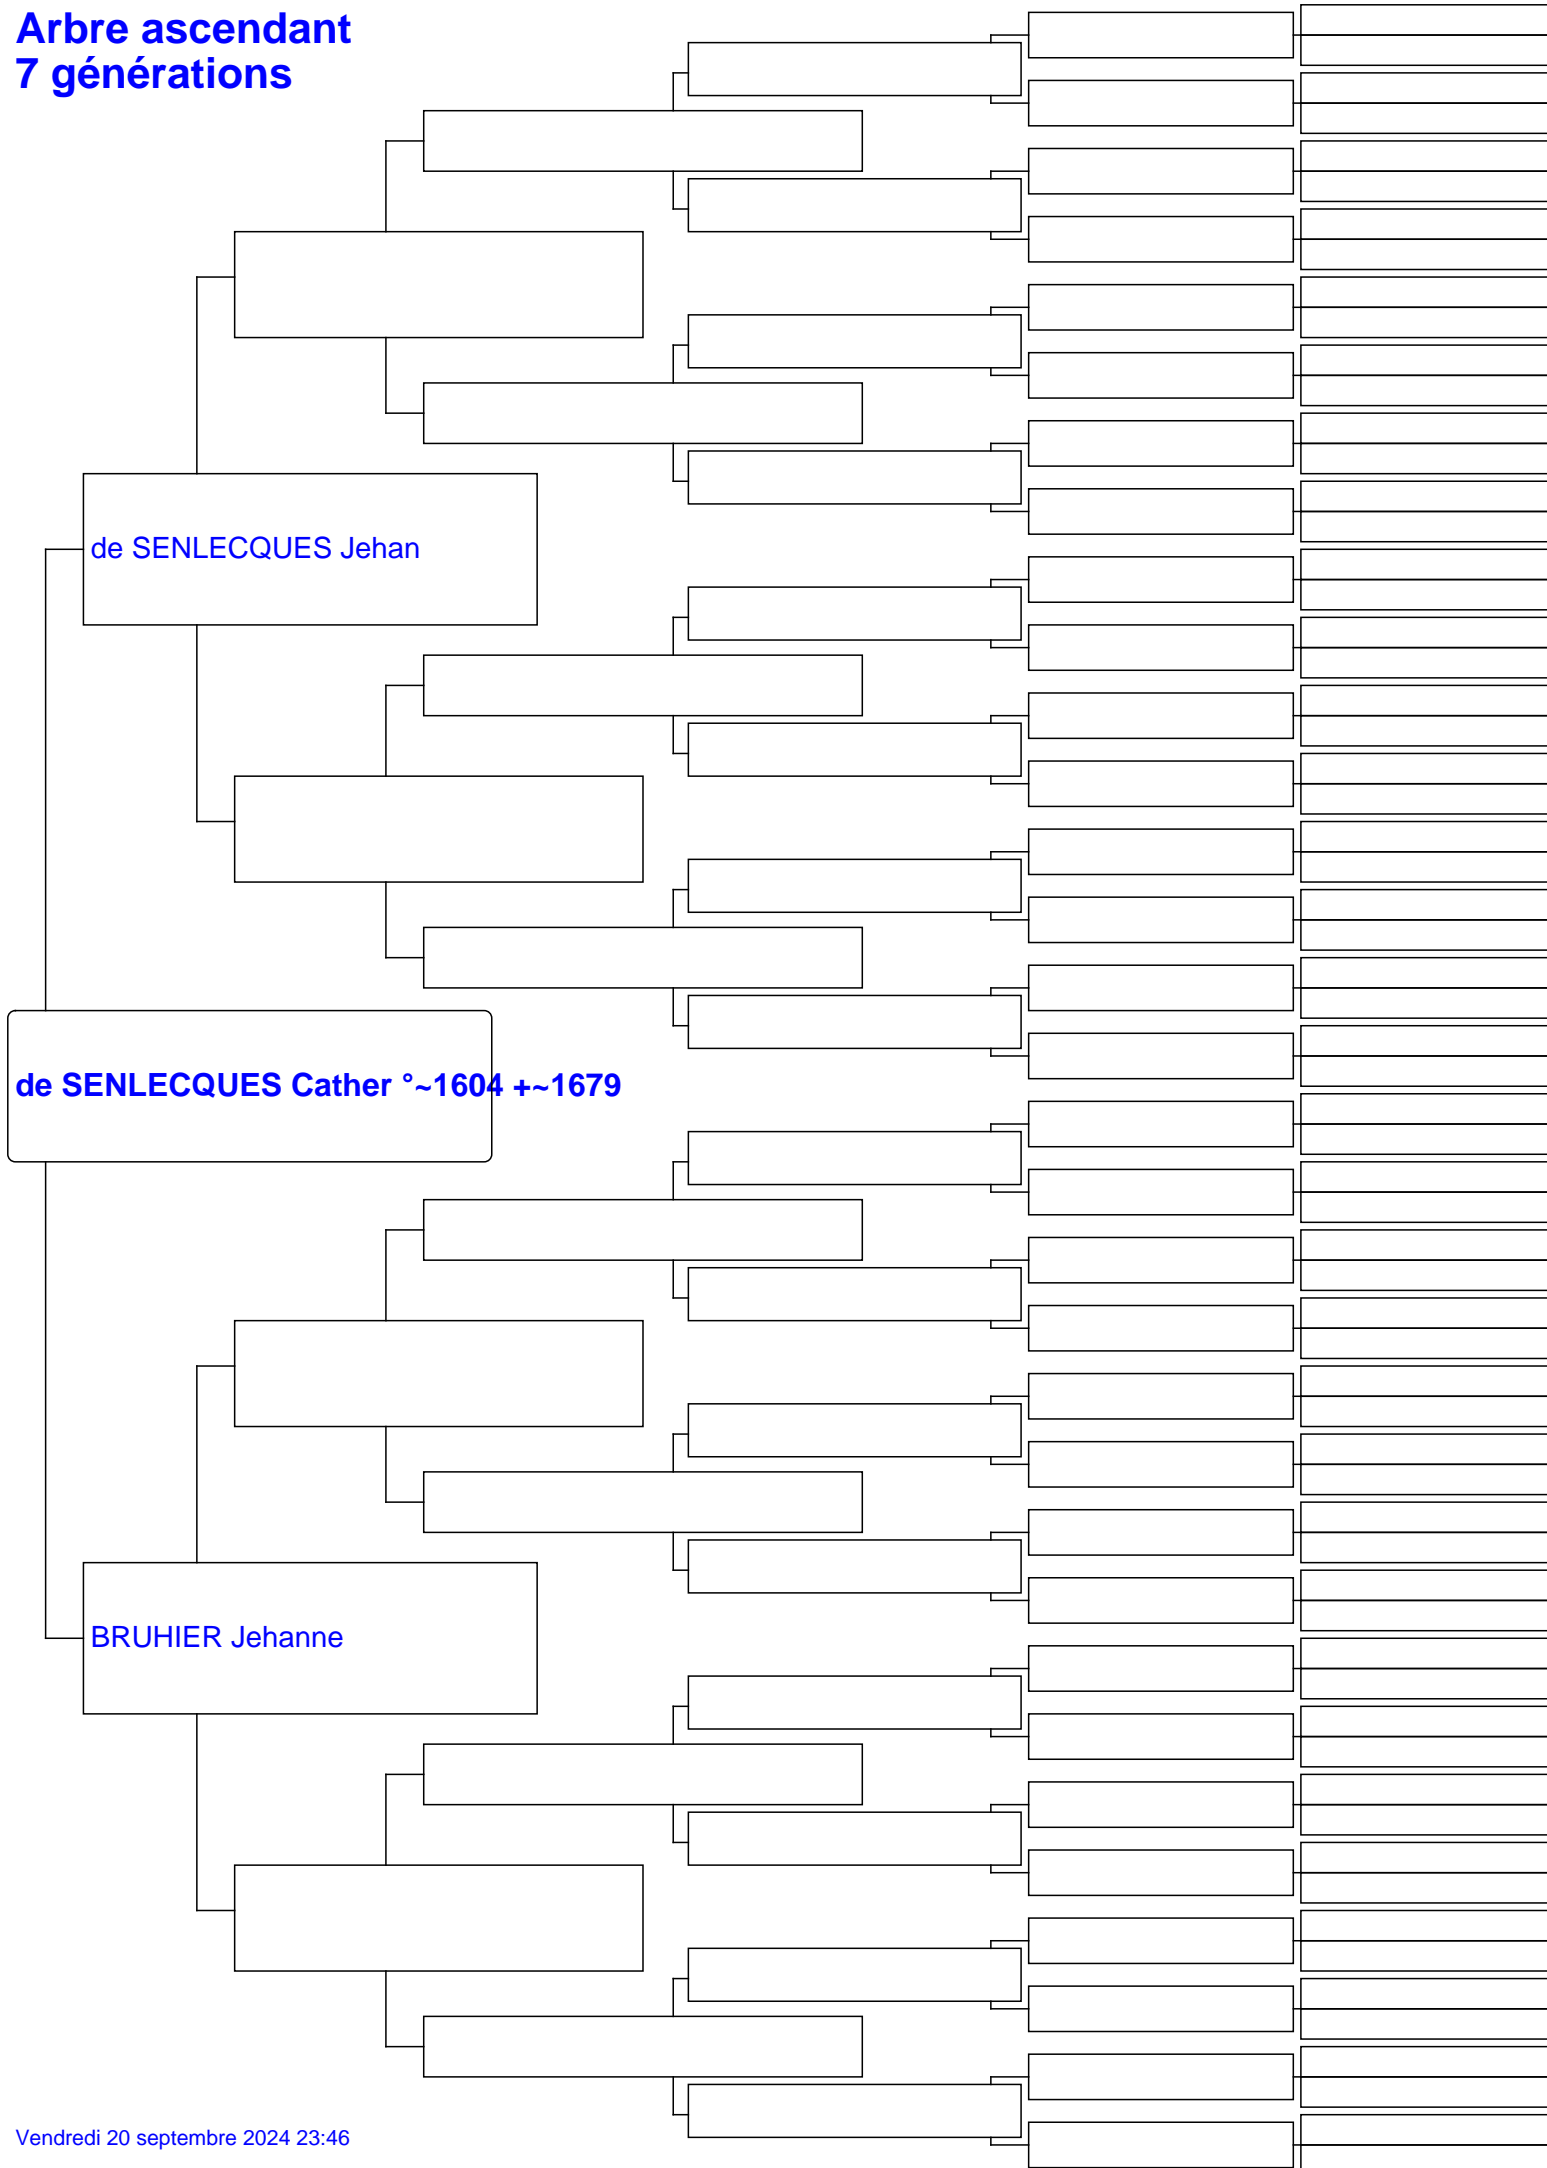 Arbre ascendant
7 générations
de SENLECQUES Jehan
de SENLECQUES Cather °~1604 +~1679
BRUHIER Jehanne
Vendredi 20 septembre 2024 23:46